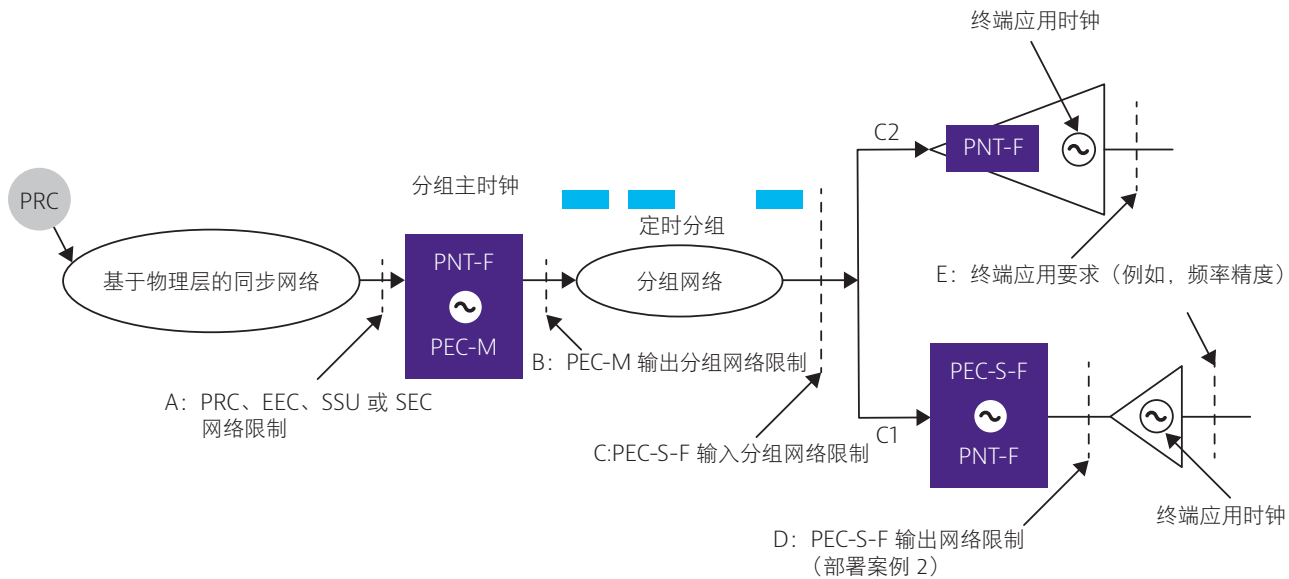 终端应用时钟
C2
PNT-F
PRC
分组主时钟
定时分组
基于物理层的同步网络
PNT-F
PEC-M
分组网络
E：终端应用要求（例如，频率精度）
B：PEC-M 输出分组网络限制
A：PRC、EEC、SSU 或 SEC
网络限制
C:PEC-S-F 输入分组网络限制
C1
PEC-S-F
PNT-F
终端应用时钟
D：PEC-S-F 输出网络限制
（部署案例 2）